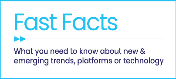 Fast Facts
What you need to know about new &
emerging trends, platforms or technology